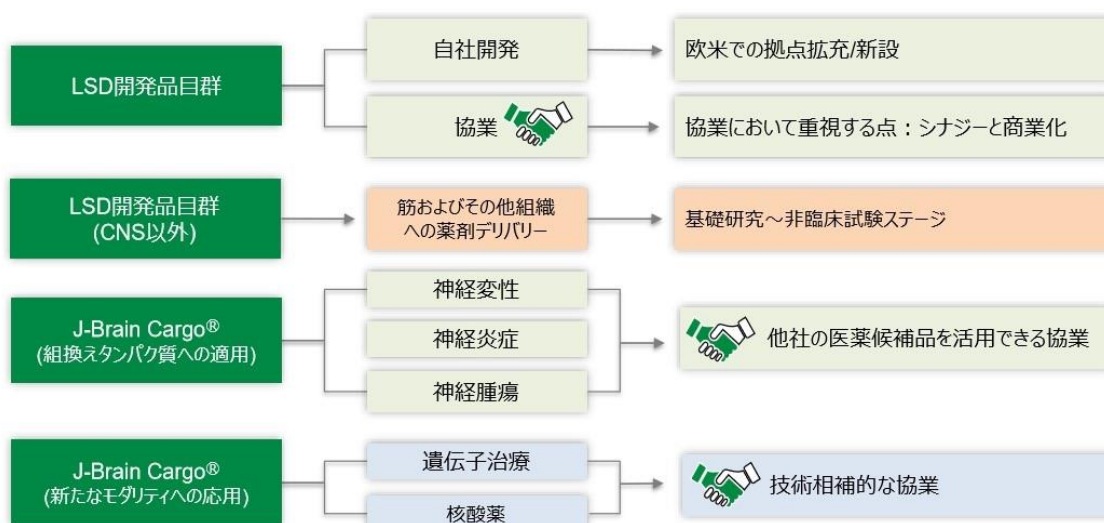 LSD開発品目群
自社開発
欧米での拠点拡充/新設
協業
協業において重視する点：シナジーと商業化
LSD開発品目群
(CNS以外)
筋およびその他組織
への薬剤デリバリー
基礎研究～非臨床試験ステージ
J-Brain Cargo®
(組換えタンパク質への適用)
神経変性
神経炎症
神経腫瘍
他社の医薬候補品を活用できる協業
J-Brain Cargo®
(新たなモダリティへの応用)
遺伝子治療
核酸薬
技術相補的な協業